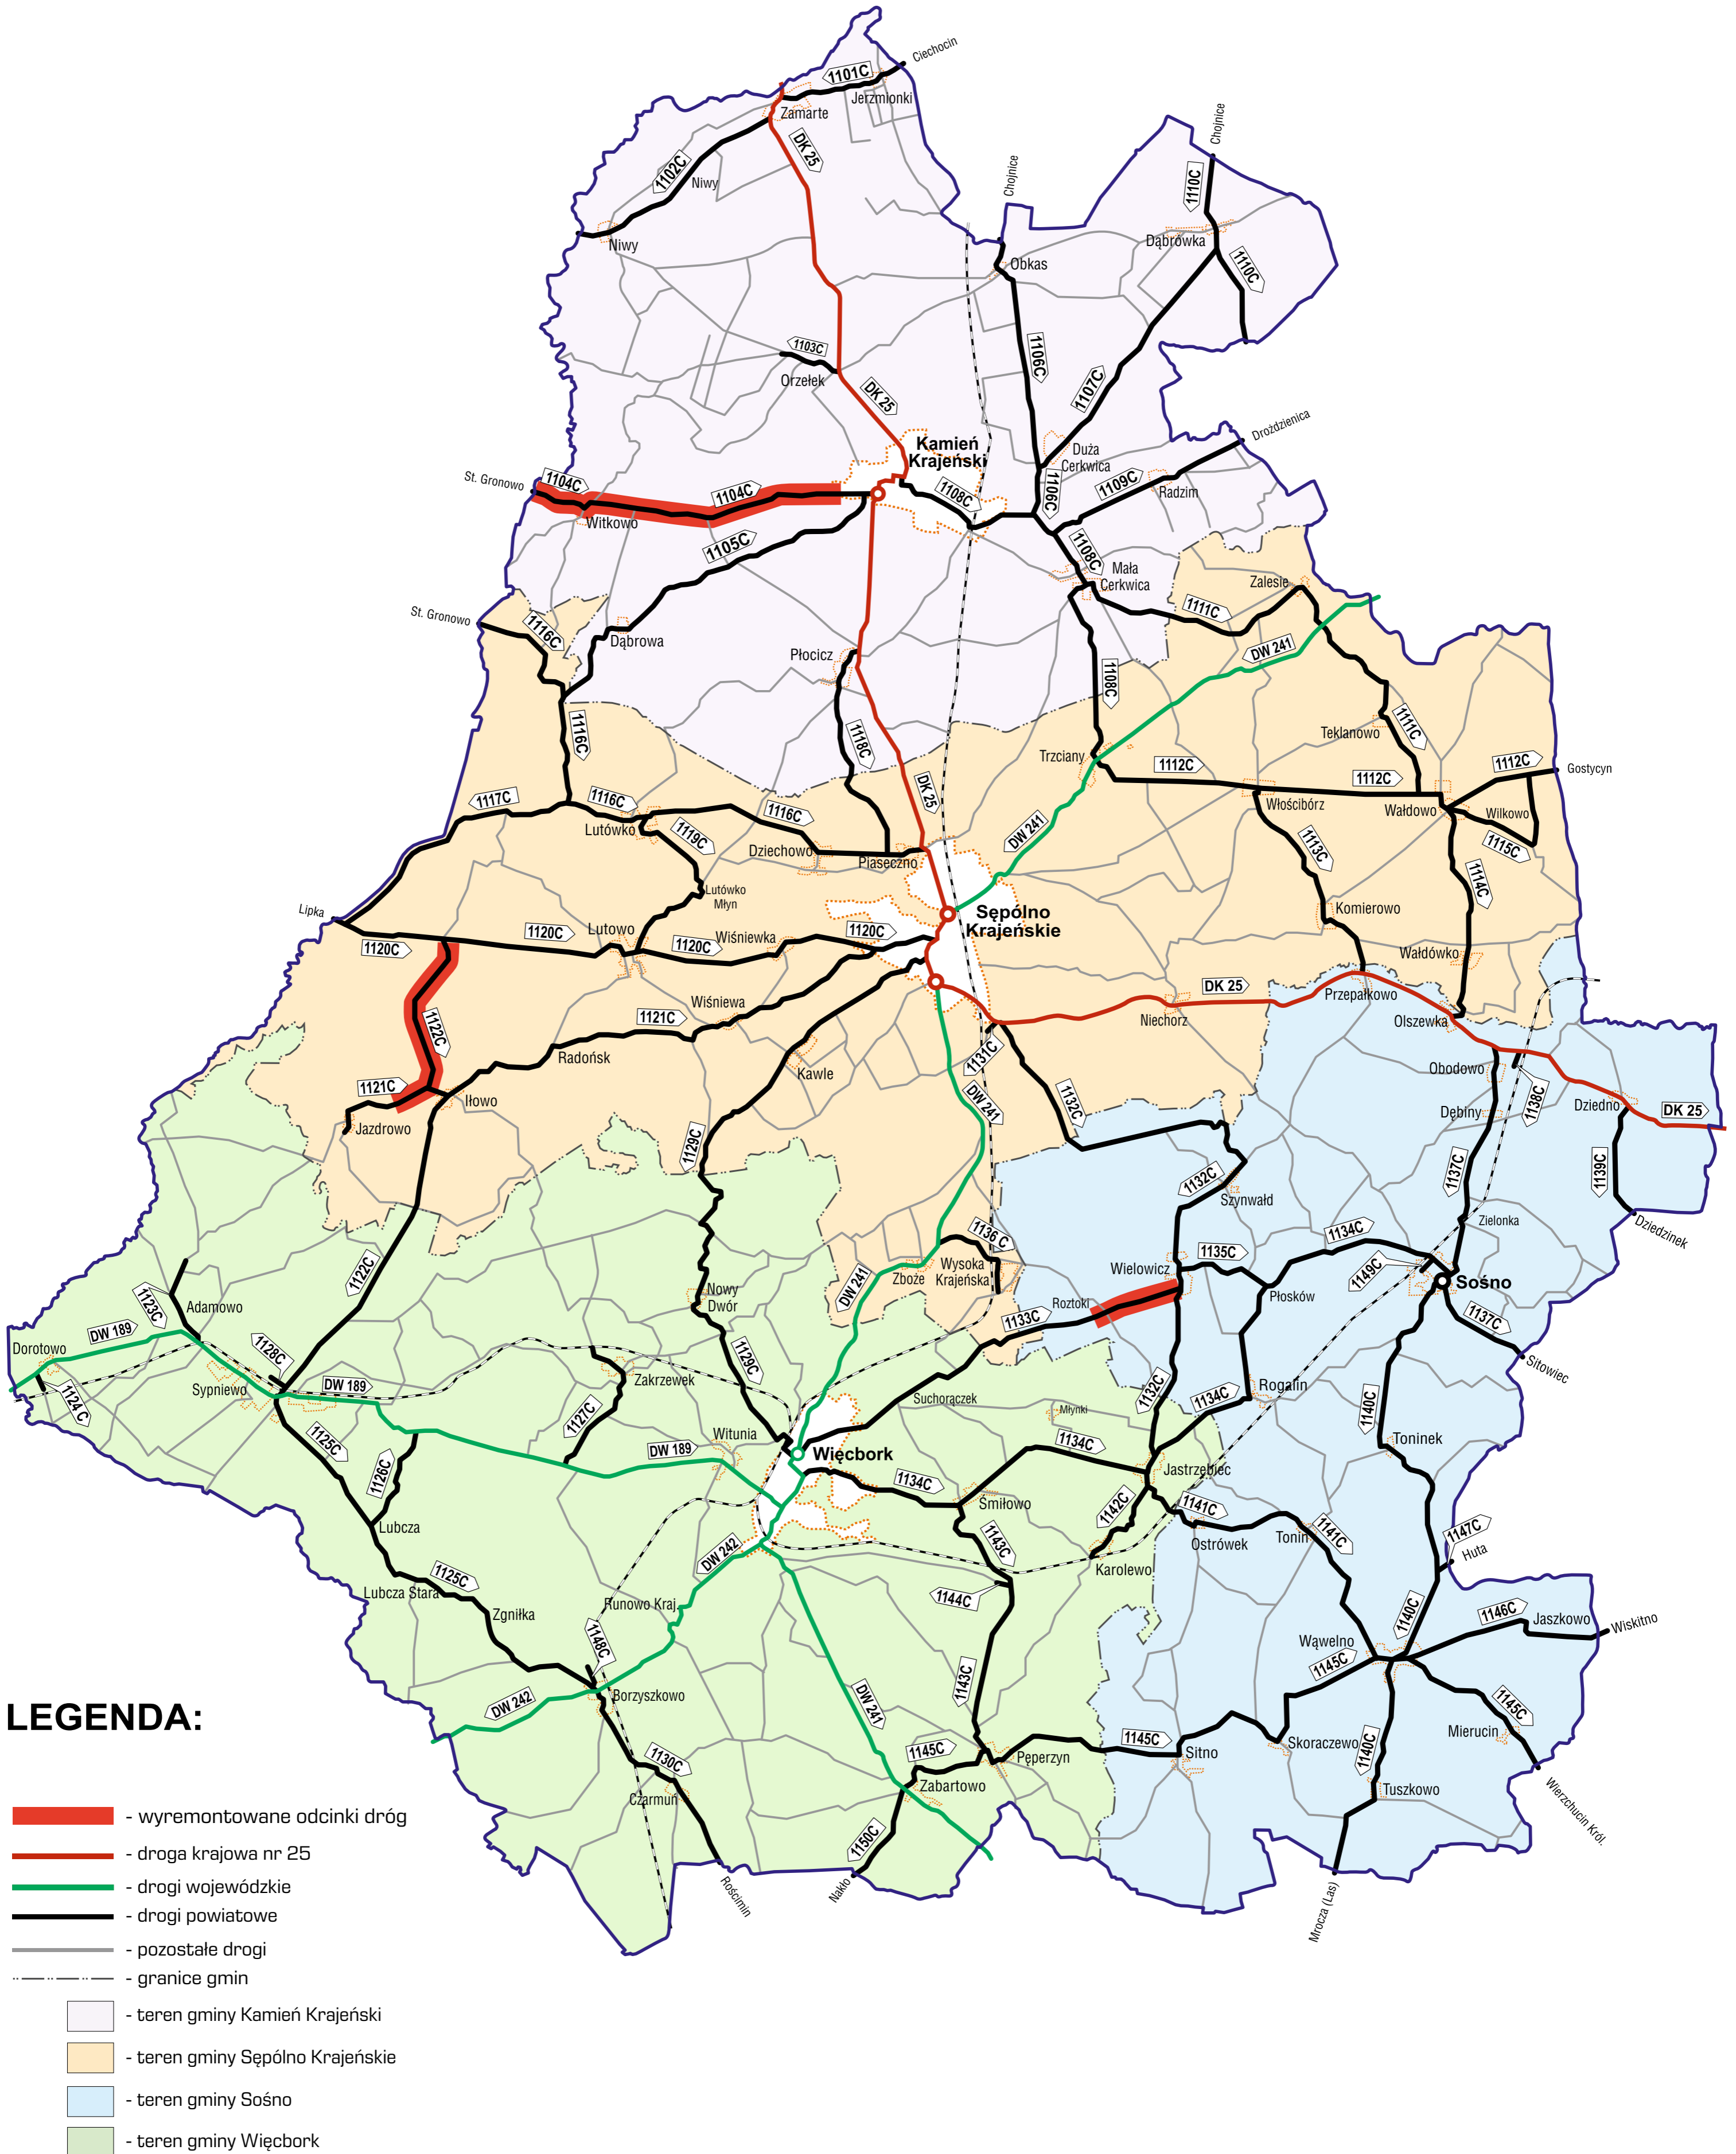 Ciechocin
1101C
Jerzmionki
Zamarte
DK 25
Chojnice
1102C
Niwy
Chojnice
1110C
Niwy
Dąbrówka
Obkas
1110C
1103C
1106C
Orzełek
DK 25
1107C
Kamień
Krajeński
Duża
Cerkwica
Drożdzienica
St. Gronowo
1104C
1104C
1108C
1106C
1109C
Radzim
Witkowo
1105C
1108C
Mała
Cerkwica
Zalesie
St. Gronowo
1116C
1111C
Dąbrowa
Płocicz
DW 241
1108C
1116C
1118C
Teklanowo
1111C
Trzciany
1112C
1112C
1112C
Gostycyn
DK 25
1117C
1116C
1116C
Włościbórz
Wałdowo
Wilkowo
Lutówko
1119C
DW 241
Dziechowo
Piaseczno
1113C
1115C
1114C
Lutówko
Młyn
Lipka
Sępólno
Krajeńskie
Komierowo
1120C
1120C
Lutowo
1120C
Wiśniewka
1120C
Wałdówko
DK 25
Przepałkowo
Wiśniewa
Niechorz
Olszewka
1122C
1121C
Radońsk
1131C
Kawle
Obodowo
1121C
Iłowo
DW 241
1132C
1138C
Dziedno
Dębiny
DK 25
Jazdrowo
1129C
1137C
1139C
1132C
Szynwałd
Zielonka
Dziedzinek
1136 C
1134C
1122C
1135C
Wysoka
Krajeńska
Zboże
Wielowicz
1149C
Sośno
DW 241
Nowy
Dwór
Płosków
1123C
Adamowo
Roztoki
1133C
1137C
DW 189
Dorotowo
1128C
1129C
Sitowiec
Sypniewo
1124 C
DW 189
Zakrzewek
Suchorączek
1132C
1134C
Rogalin
1140C
1127C
Młynki
1125C
Witunia
DW 189
Więcbork
1134C
Toninek
1126C
1134C
Jastrzębiec
Śmiłowo
1142C
1141C
Lubcza
Ostrówek
Tonin
1141C
1147C
Huta
DW 242
1143C
Karolewo
1125C
Lubcza Stara
1144C
Zgniłka
Runowo Kraj.
1140C
1146C
Jaszkowo
Wiskitno
1148C
Wąwelno
1145C
1143C
DW 242
Borzyszkowo
DW 241
1145C
Mierucin
1145C
1145C
Sitno
Skoraczewo
1140C
Pęperzyn
1130C
Zabartowo
Czarmuń
Tuszkowo
Wierzchucin Król.
1150C
Nakło
Rościmin
Mrocza (Las)
LEGENDA:
- wyremontowane odcinki dróg
- droga krajowa nr 25
- drogi wojewódzkie
- drogi powiatowe
- pozostałe drogi
- granice gmin
- teren gminy Kamień Krajeński
- teren gminy Sępólno Krajeńskie
- teren gminy Sośno
- teren gminy Więcbork